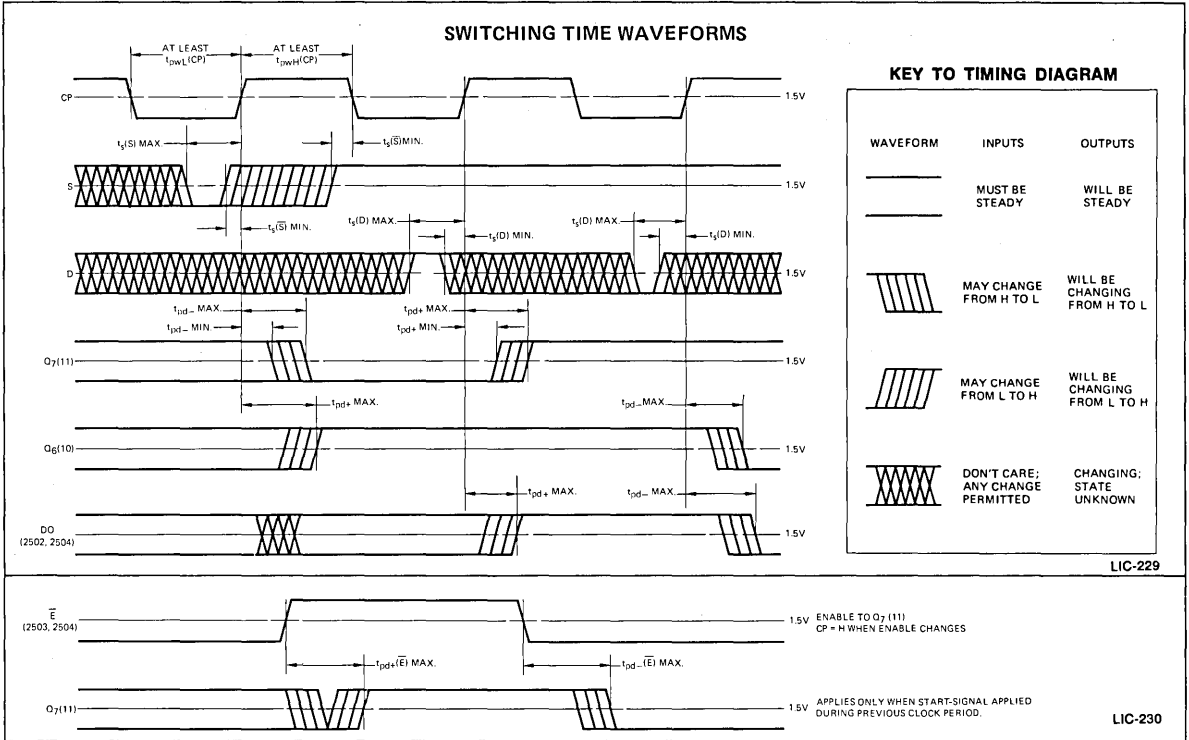 SWITCHING TIME WAVEFORMS
AT LEAST
tpwL(CP)
AT LEAST
tpwH(CP)
CP
1.5V
ts(S) MAX.
ts(S̅) MIN.
S
1.5V
ts(S̅) MIN.
ts(D) MAX.
ts(D) MIN.
ts(D) MAX.
ts(D) MIN.
D
1.5V
tpd– MAX.
tpd– MIN.
tpd+ MAX.
tpd+ MIN.
Q7(11)
1.5V
tpd+ MAX.
tpd– MAX.
Q6(10)
1.5V
tpd+ MAX.
tpd– MAX.
DO
(2502, 2504)
1.5V
KEY TO TIMING DIAGRAM
WAVEFORM INPUTS OUTPUTS
MUST BE STEADY
WILL BE STEADY
MAY CHANGE FROM H TO L
WILL BE CHANGING FROM H TO L
MAY CHANGE FROM L TO H
WILL BE CHANGING FROM L TO H
DON'T CARE; ANY CHANGE PERMITTED
CHANGING; STATE UNKNOWN
LIC-229
E̅
(2503, 2504)
1.5V
ENABLE TO Q7 (11)
CP = H WHEN ENABLE CHANGES
tpd+(E̅) MAX.
tpd–(E̅) MAX.
Q7(11)
1.5V
APPLIES ONLY WHEN START-SIGNAL APPLIED
DURING PREVIOUS CLOCK PERIOD.
LIC-230